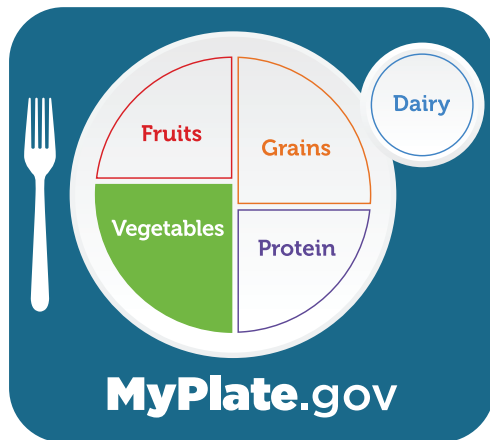 Dairy
Fruits
Grains
Vegetables
Protein
MyPlate.gov